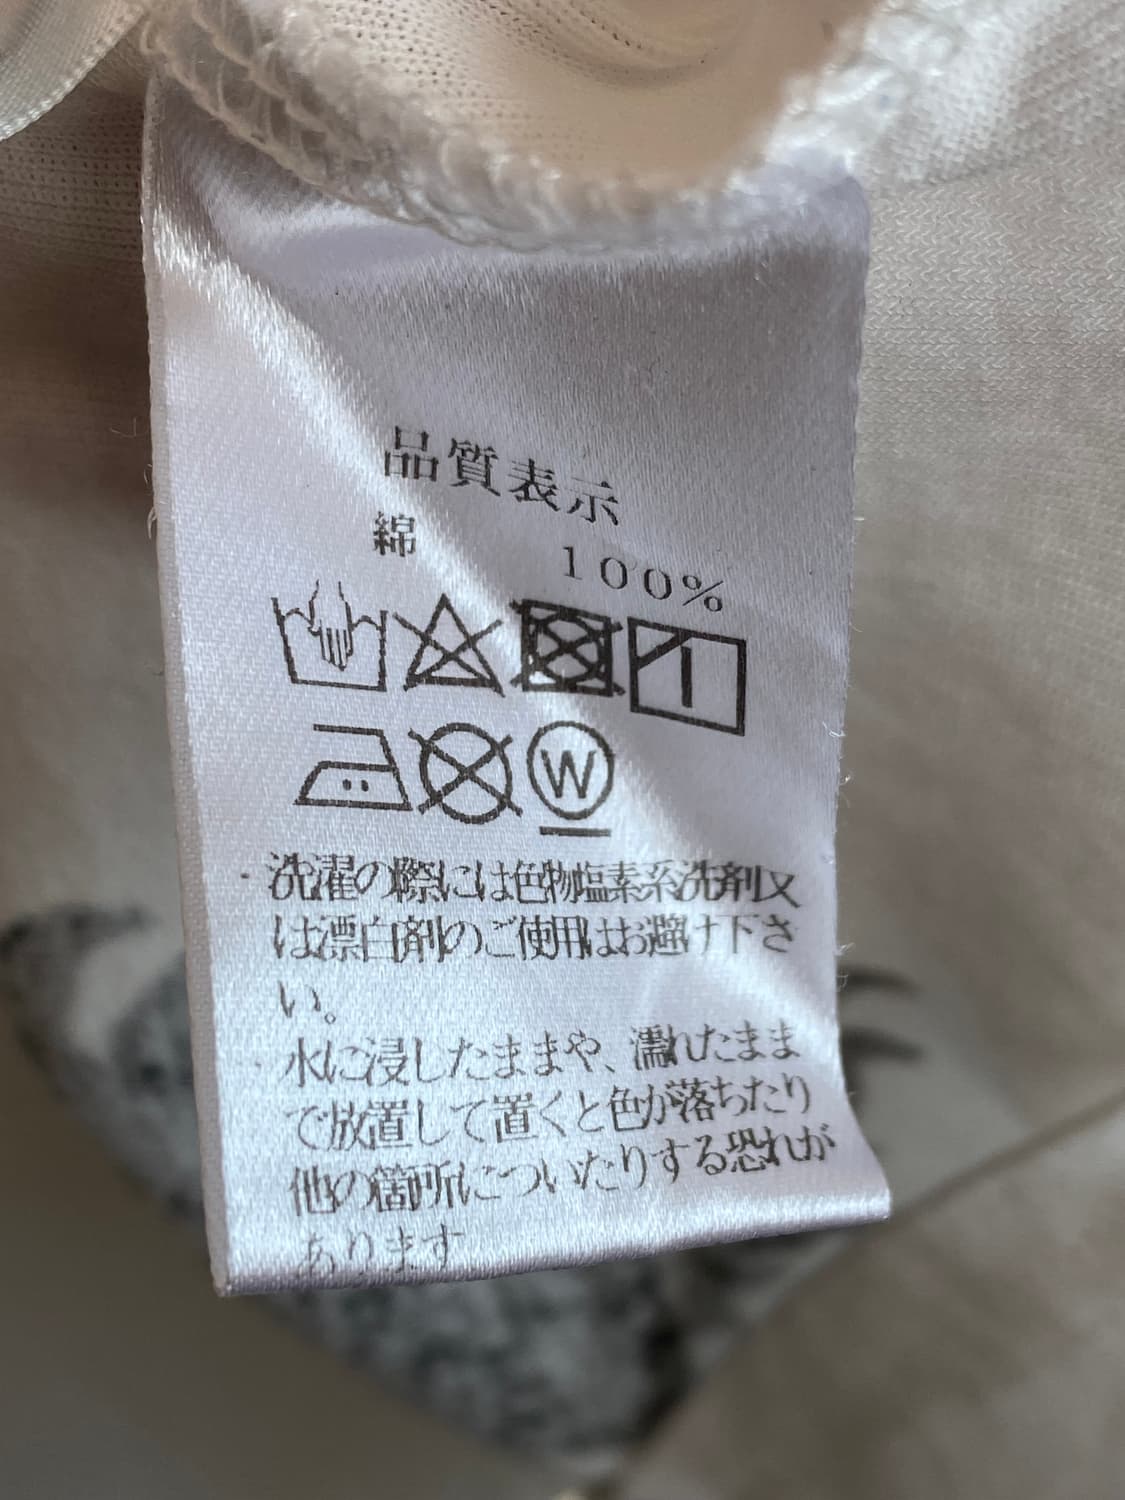 品質表示
綿 100%
W
・洗濯の際には色物塩素系洗剤又
は漂白剤のご使用はお避け下さ
い。
・水に浸したままや、濡れたまま
で放置して置くと色が落ちたり
他の箇所についたりする恐れが
あります